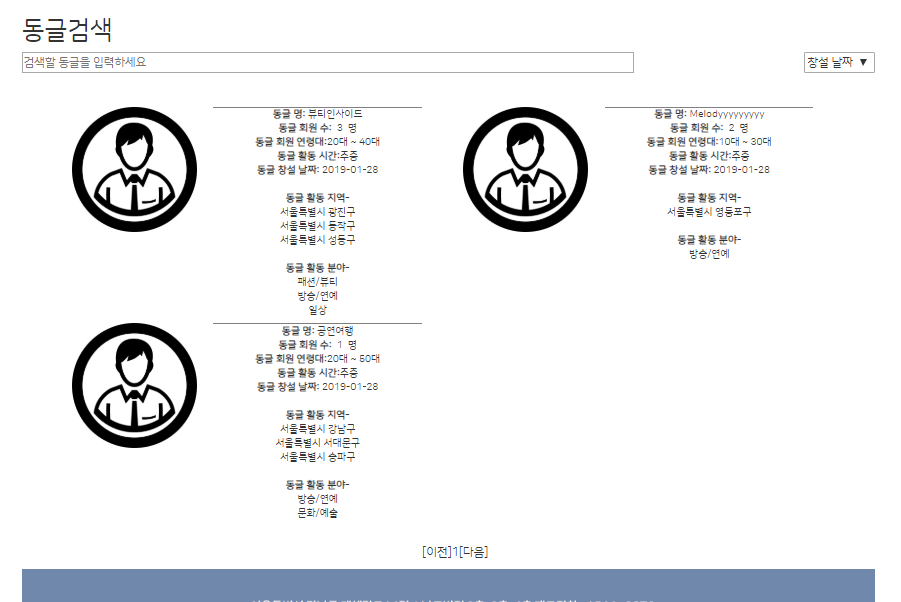 동글검색
검색할 동글을 입력하세요
창설 날짜 ▼
동글 명: 뷰티인사이드
동글 회원 수: 3 명
동글 회원 연령대:20대 ~ 40대
동글 활동 시간:주중
동글 창설 날짜: 2019-01-28
동글 활동 지역-
서울특별시 광진구
서울특별시 동작구
서울특별시 성동구
동글 활동 분야-
패션/뷰티
방송/연예
일상
동글 명: Melodyyyyyyyyy
동글 회원 수: 2 명
동글 회원 연령대:10대 ~ 30대
동글 활동 시간:주중
동글 창설 날짜: 2019-01-28
동글 활동 지역-
서울특별시 영등포구
동글 활동 분야-
방송/연예
동글 명: 공연여행
동글 회원 수: 1 명
동글 회원 연령대:20대 ~ 50대
동글 활동 시간:주중
동글 창설 날짜: 2019-01-28
동글 활동 지역-
서울특별시 강남구
서울특별시 서대문구
서울특별시 송파구
동글 활동 분야-
방송/연예
문화/예술
[이전]1[다음]